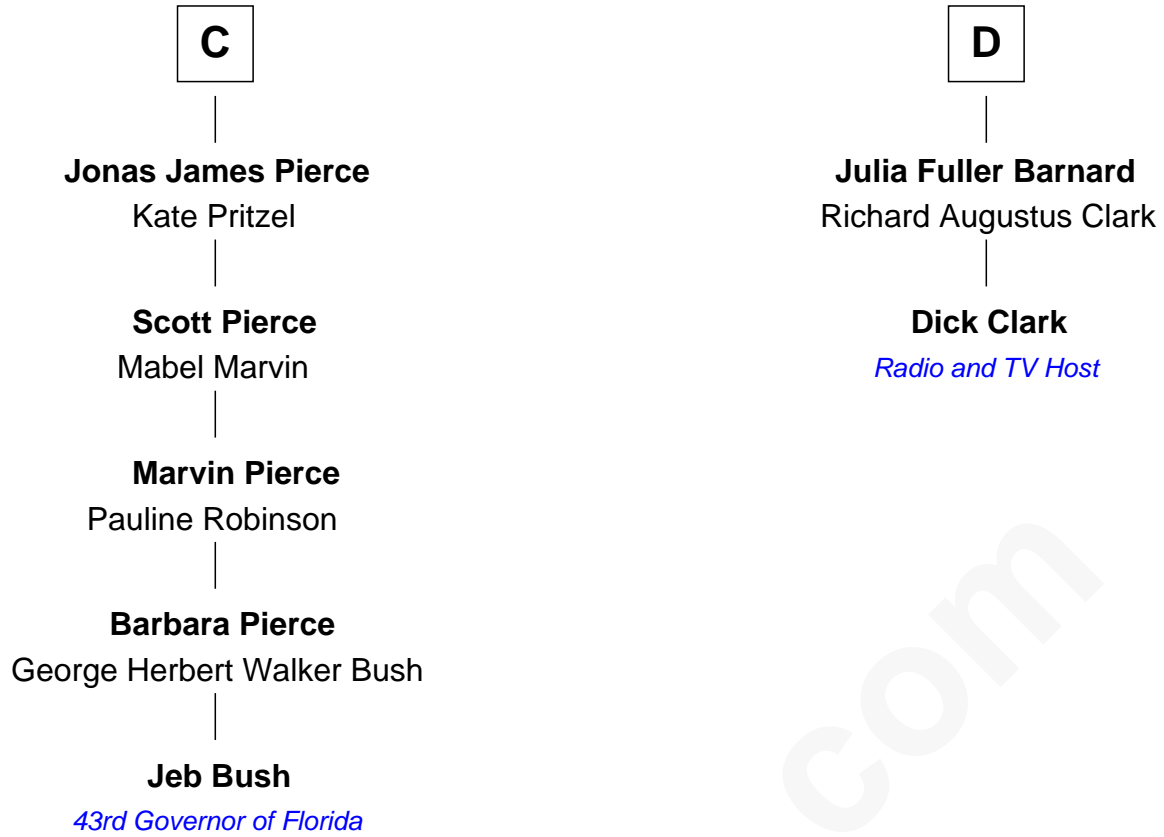 C
Jonas James Pierce
Kate Pritzel
Scott Pierce
Mabel Marvin
Marvin Pierce
Pauline Robinson
Barbara Pierce
George Herbert Walker Bush
Jeb Bush
43rd Governor of Florida
D
Julia Fuller Barnard
Richard Augustus Clark
Dick Clark
Radio and TV Host
com